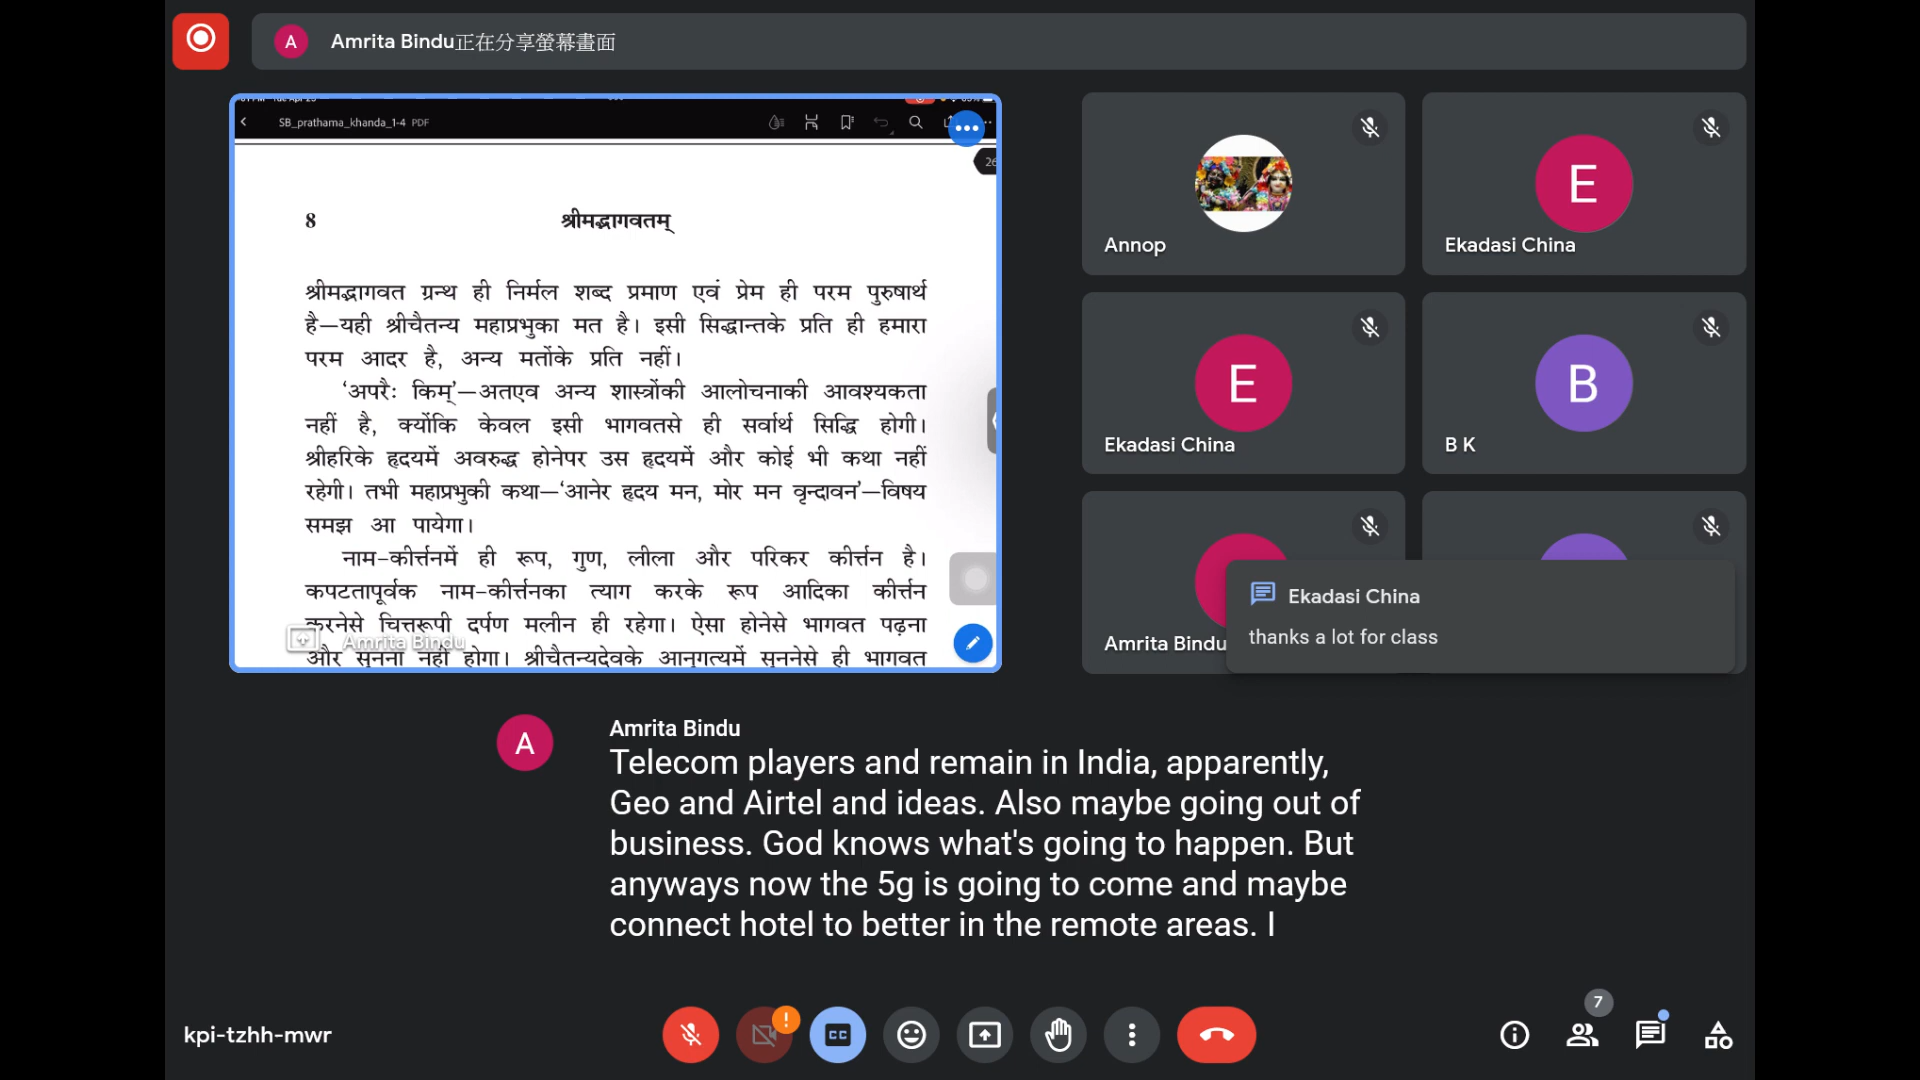 A
Amrita Bindu正在分享螢幕畫面
SB_prathama_khanda_1-4 PDF
26
8
श्रीमद्भागवतम्
श्रीमद्भागवत ग्रन्थ ही निर्मल शब्द प्रमाण एवं प्रेम ही परम पुरुषार्थ
है—यही श्रीचैतन्य महाप्रभुका मत है। इसी सिद्धान्तके प्रति ही हमारा
परम आदर है, अन्य मतोंके प्रति नहीं।
‘अपरैः किम्’—अतएव अन्य शास्त्रोंकी आलोचनाकी आवश्यकता
नहीं है, क्योंकि केवल इसी भागवतसे ही सर्वार्थ सिद्धि होगी।
श्रीहरिके हृदयमें अवरुद्ध होनेपर उस हृदयमें और कोई भी कथा नहीं
रहेगी। तभी महाप्रभुकी कथा—‘आनेर हृदय मन, मोर मन वृन्दावन’—विषय
समझ आ पायेगा।
नाम-कीर्त्तनमें ही रूप, गुण, लीला और परिकर कीर्त्तन है।
कपटतापूर्वक नाम-कीर्त्तनका त्याग करके रूप आदिका कीर्त्तन
करनेसे चित्तरूपी दर्पण मलीन ही रहेगा। ऐसा होनेसे भागवत पढ़ना
और सुनना नहीं होगा। श्रीचैतन्यदेवके आनुगत्यमें सुननेसे ही भागवत
Amrita Bindu
Annop
E
Ekadasi China
E
Ekadasi China
B
B K
Amrita Bindu
Ekadasi China
thanks a lot for class
A
Amrita Bindu
Telecom players and remain in India, apparently,
Geo and Airtel and ideas. Also maybe going out of
business. God knows what's going to happen. But
anyways now the 5g is going to come and maybe
connect hotel to better in the remote areas. I
kpi-tzhh-mwr
CC
7